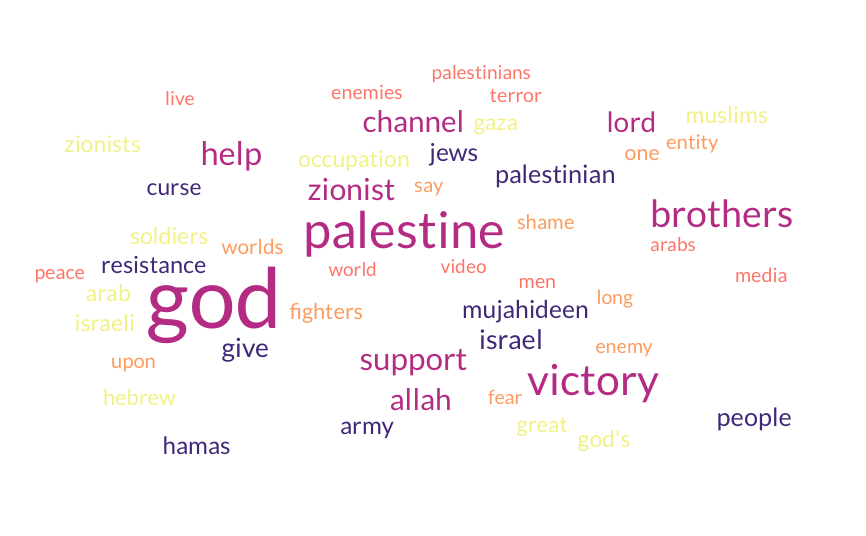 palestinians
enemies
terror
live
channel
gaza
lord
muslims
zionists
help
occupation
jews
one
entity
curse
zionist
say
palestinian
soldiers
worlds
palestine
shame
brothers
arabs
peace
resistance
world
video
men
media
arab
god
fighters
mujahideen
long
israeli
give
israel
enemy
upon
support
victory
hebrew
allah
fear
great
people
hamas
army
god's